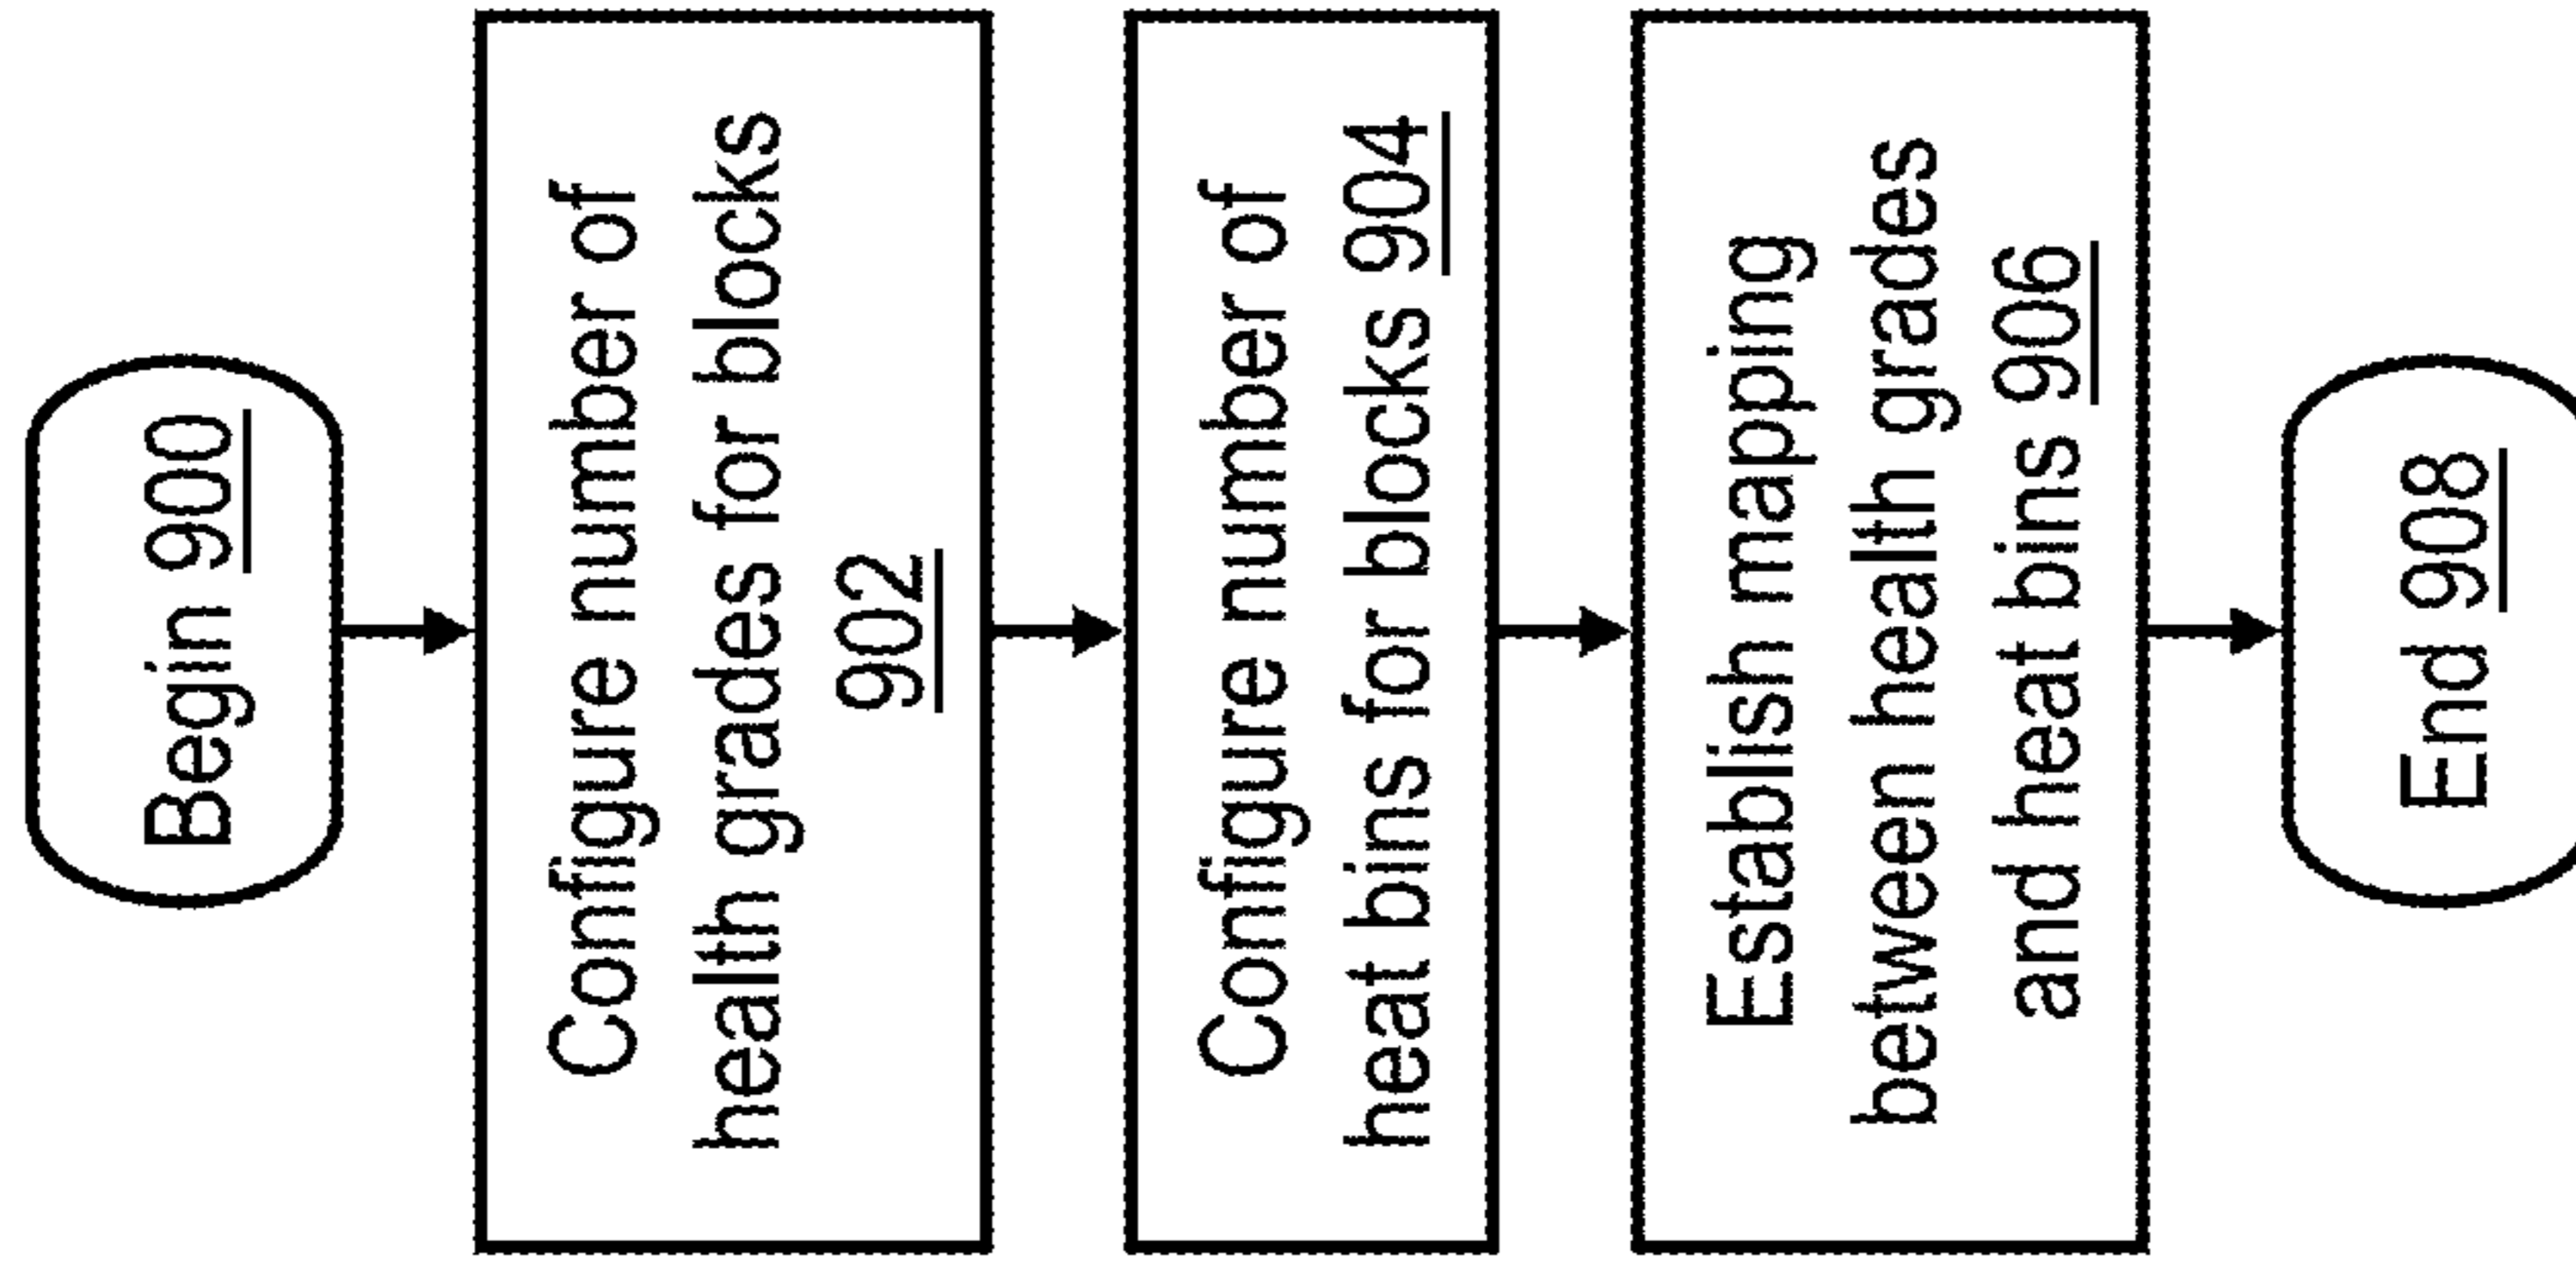 Begin 900
Configure number of
health grades for blocks
902
Configure number of
heat bins for blocks 904
Establish mapping
between health grades
and heat bins 906
End 908